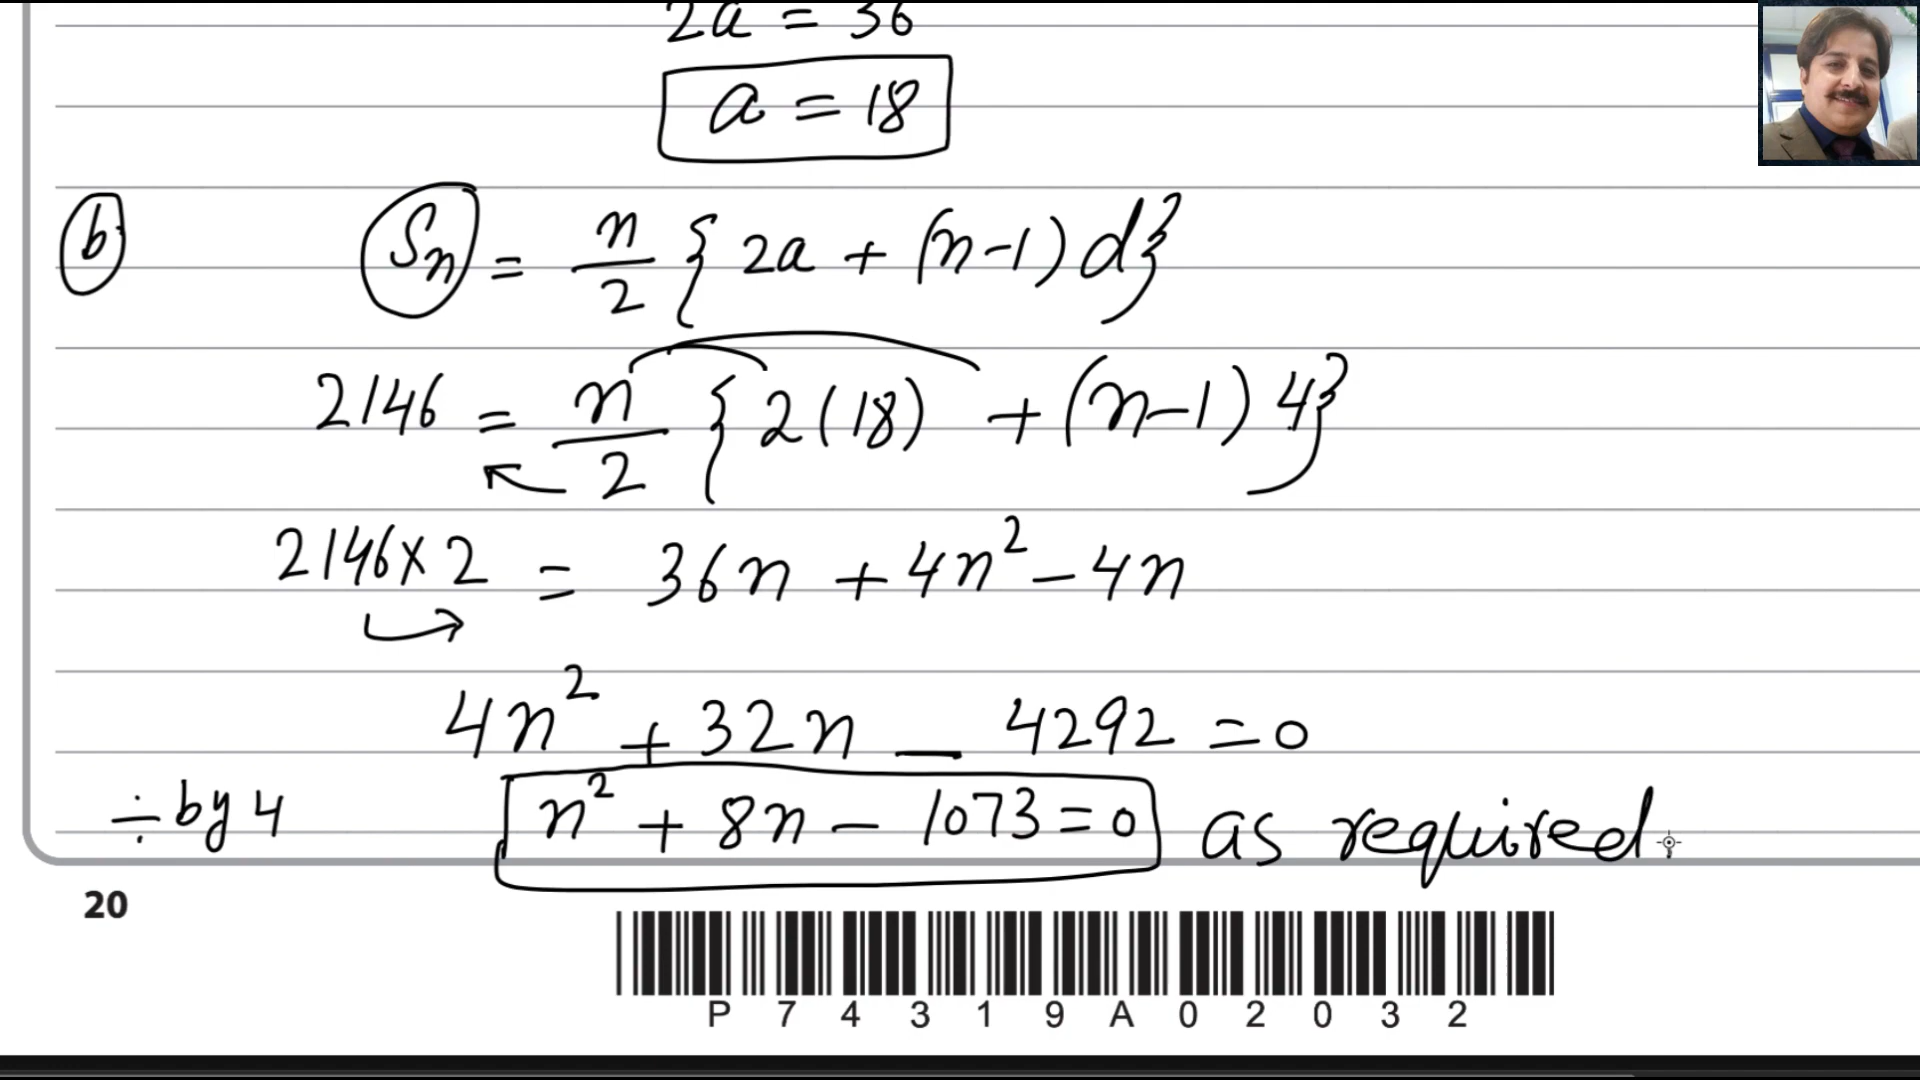 2a = 36
a = 18
b Sn = n/2 { 2a + (n-1) d}
2146 = n/2 { 2(18) + (n-1) 4}
2146 × 2 = 36n + 4n² - 4n
4n² + 32n - 4292 = 0
÷ by 4 n² + 8n - 1073 = 0 as required.
20
P 7 4 3 1 9 A 0 2 0 3 2